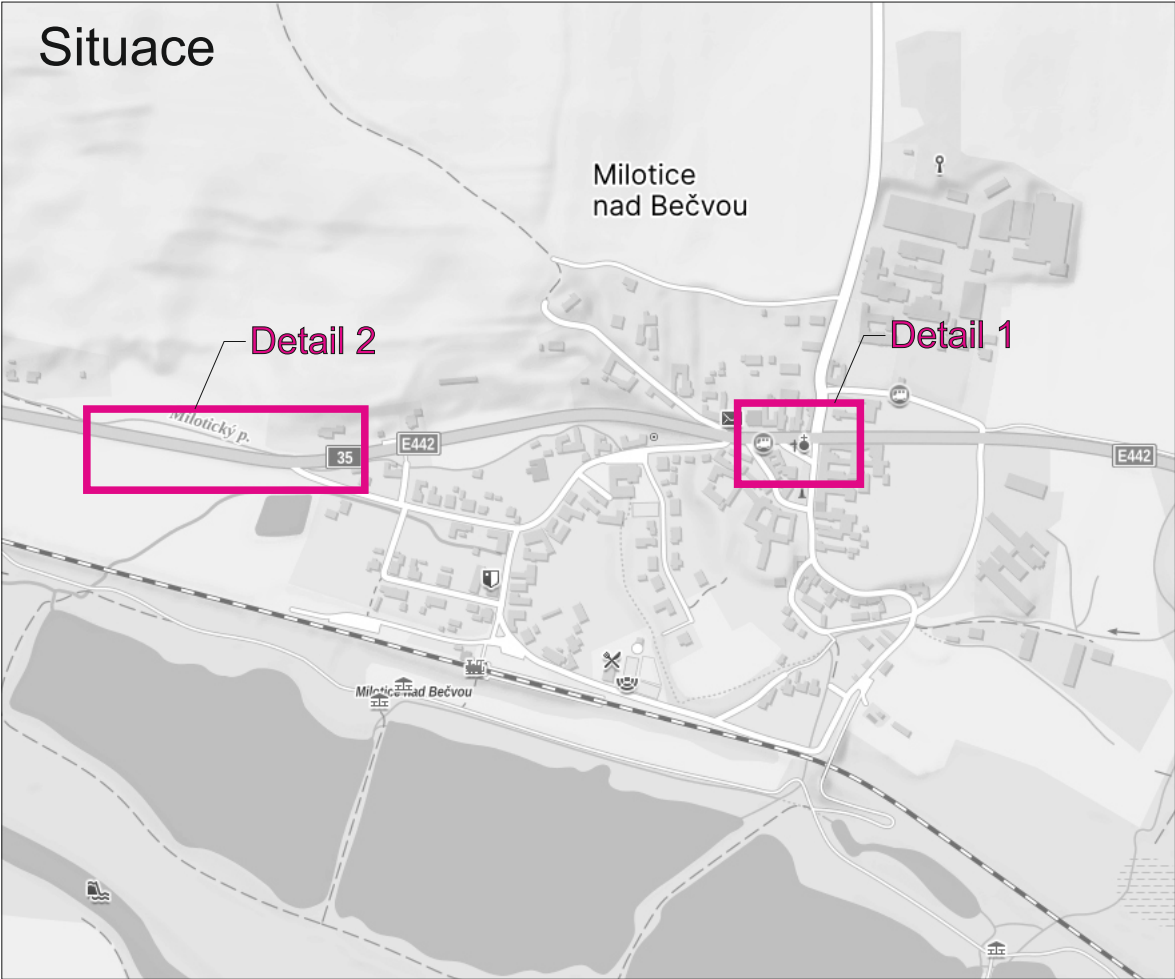 Situace
Milotice
nad Bečvou
Detail 2
Detail 1
Milotický p.
35
E442
E442
Milotice nad Bečvou